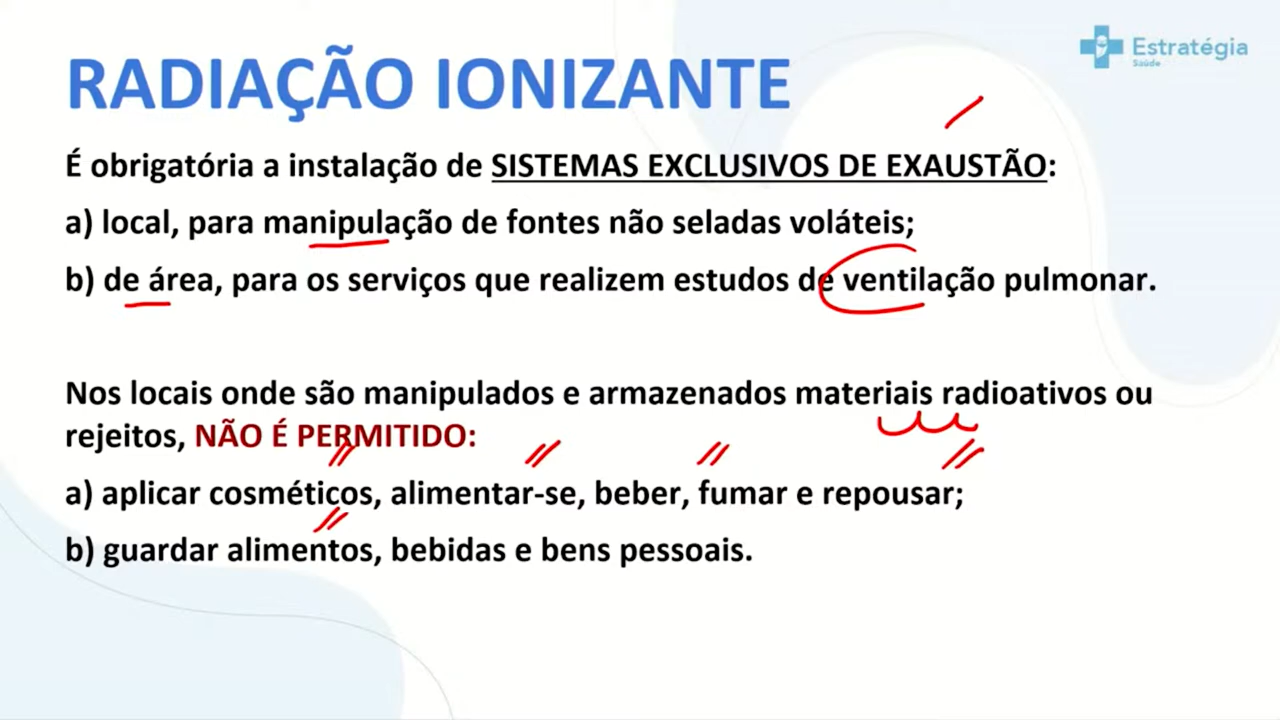 Estratégia
Saúde
RADIAÇÃO IONIZANTE
É obrigatória a instalação de SISTEMAS EXCLUSIVOS DE EXAUSTÃO:
a) local, para manipulação de fontes não seladas voláteis;
b) de área, para os serviços que realizem estudos de ventilação pulmonar.
Nos locais onde são manipulados e armazenados materiais radioativos ou
rejeitos, NÃO É PERMITIDO:
a) aplicar cosméticos, alimentar-se, beber, fumar e repousar;
b) guardar alimentos, bebidas e bens pessoais.